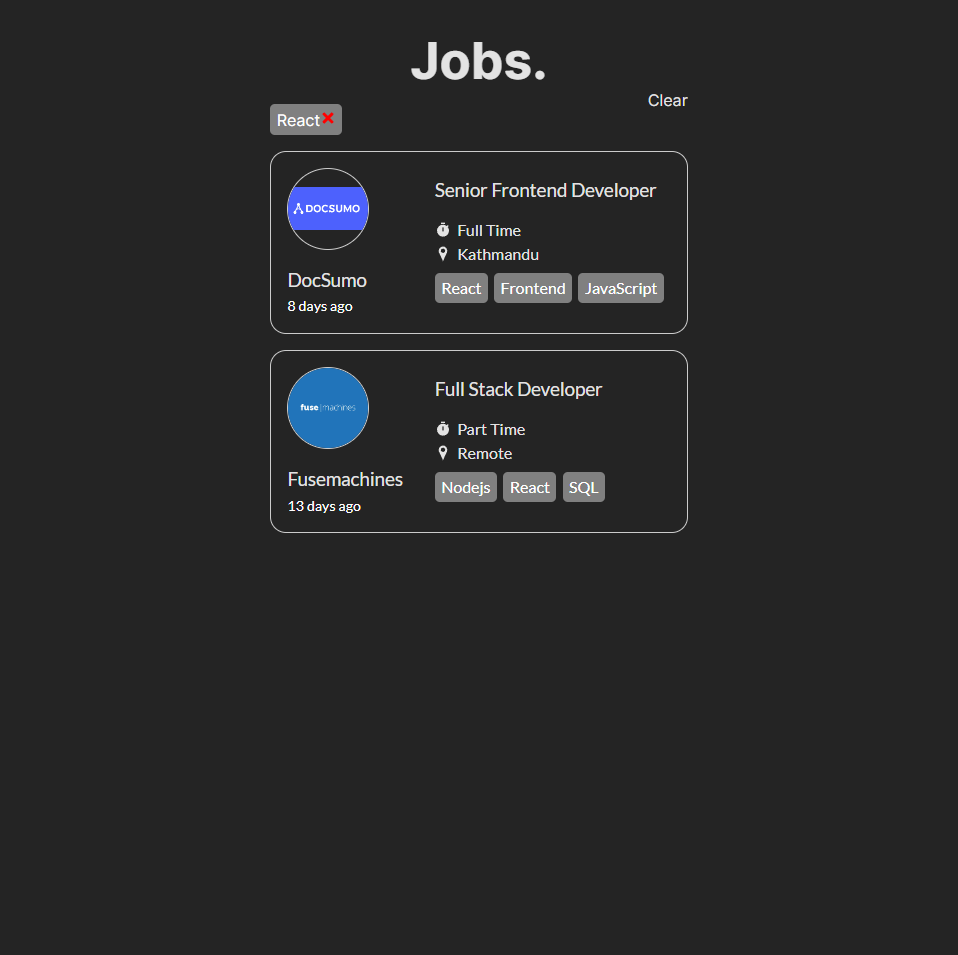 Jobs.
Clear
React
DOCSUMO
DocSumo
8 days ago
Senior Frontend Developer
Full Time
Kathmandu
React Frontend JavaScript
fuse machines
Fusemachines
13 days ago
Full Stack Developer
Part Time
Remote
Nodejs React SQL